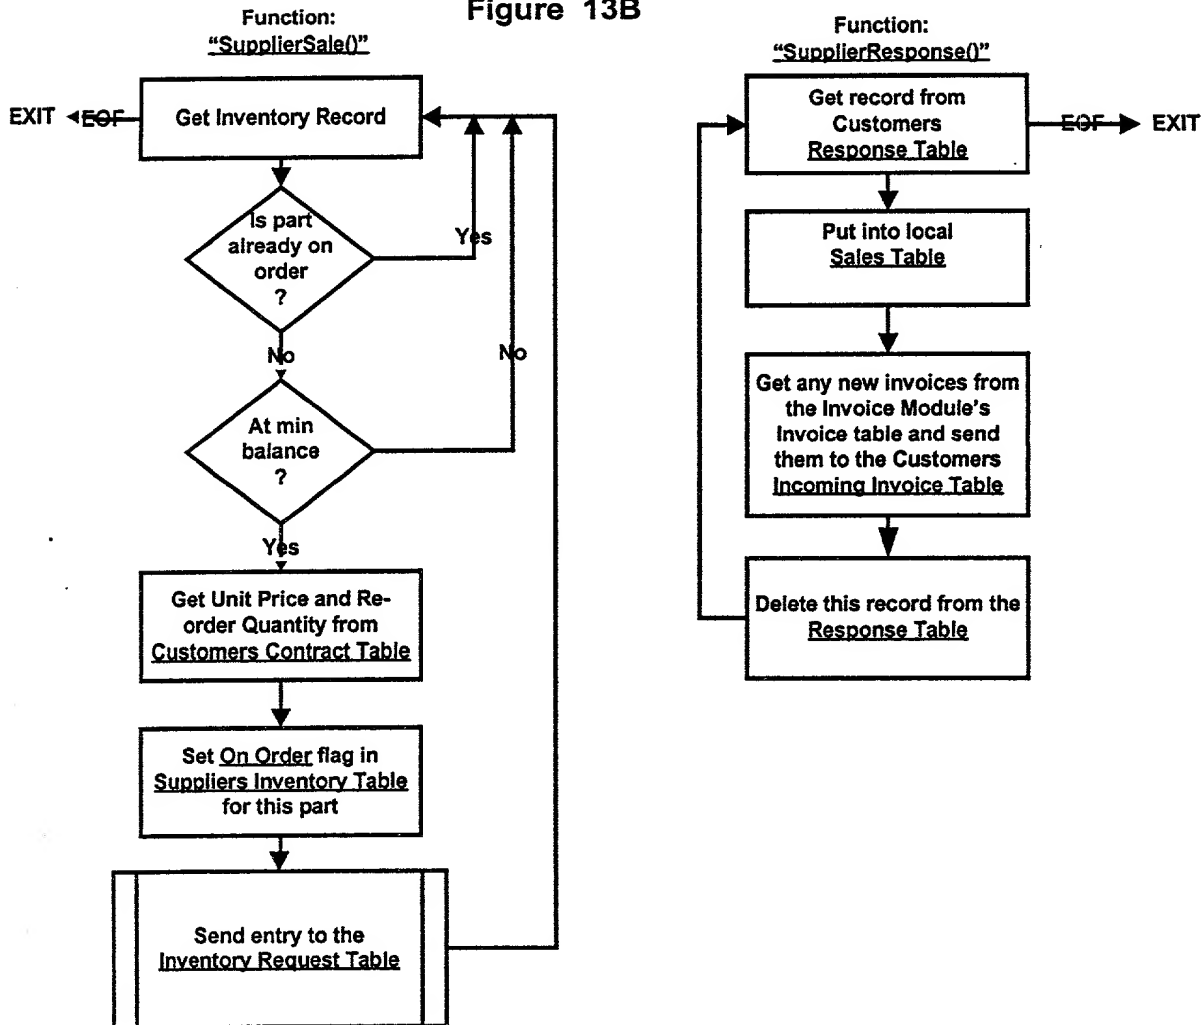 Figure 13B
Function:
"SupplierSale()"
EXIT
EOF
Get Inventory Record
Is part
already on
order
?
Yes
No
At min
balance
?
No
Yes
Get Unit Price and Re-
order Quantity from
Customers Contract Table
Set On Order flag in
Suppliers Inventory Table
for this part
Send entry to the
Inventory Request Table
Function:
"SupplierResponse()"
Get record from
Customers
Response Table
EOF
EXIT
Put into local
Sales Table
Get any new invoices from
the Invoice Module's
Invoice table and send
them to the Customers
Incoming Invoice Table
Delete this record from the
Response Table